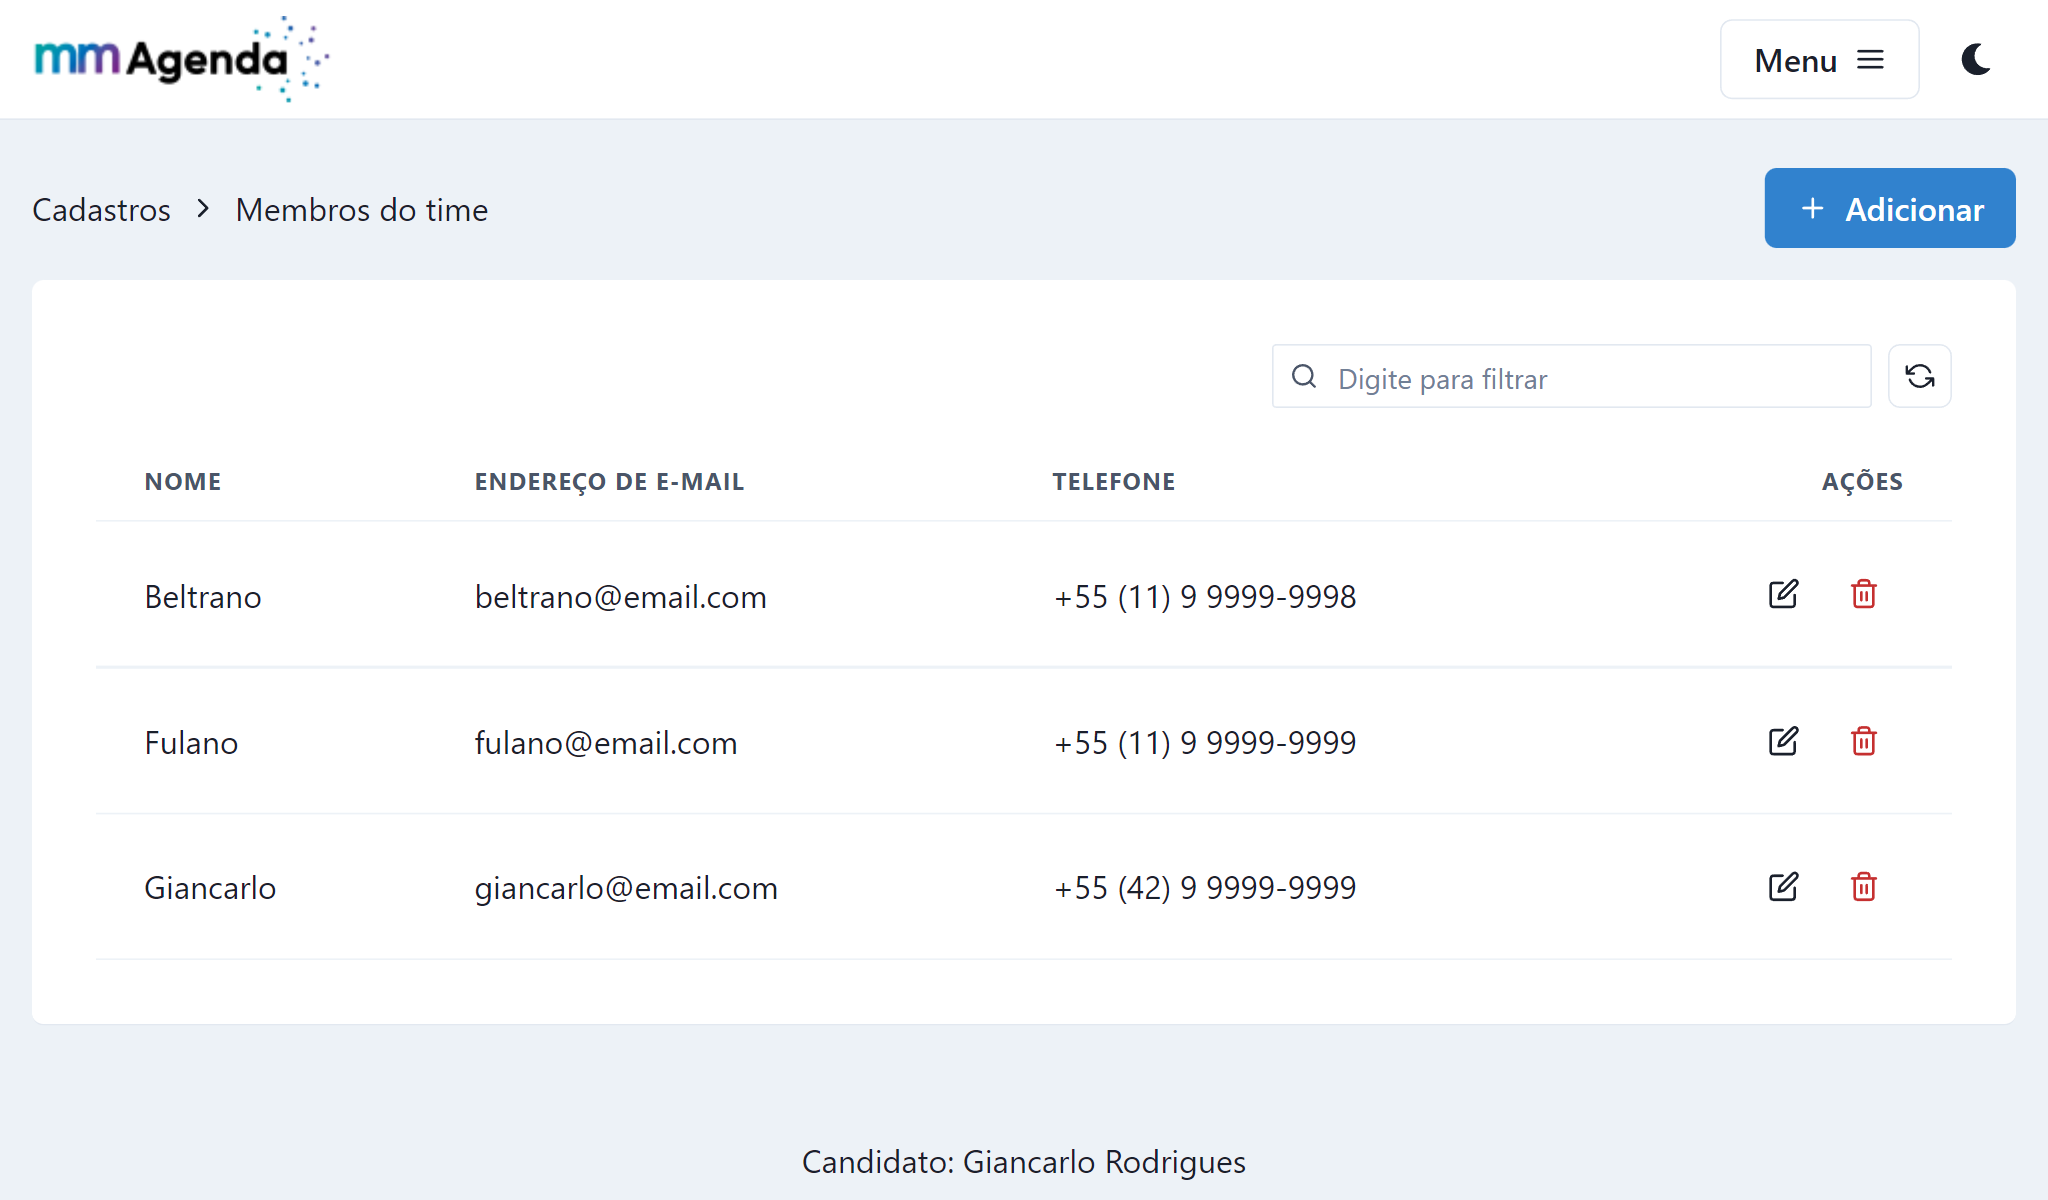 mm Agenda
Menu
Cadastros > Membros do time
+ Adicionar
Digite para filtrar
NOME ENDEREÇO DE E-MAIL TELEFONE AÇÕES
Beltrano beltrano@email.com +55 (11) 9 9999-9998
Fulano fulano@email.com +55 (11) 9 9999-9999
Giancarlo giancarlo@email.com +55 (42) 9 9999-9999
Candidato: Giancarlo Rodrigues